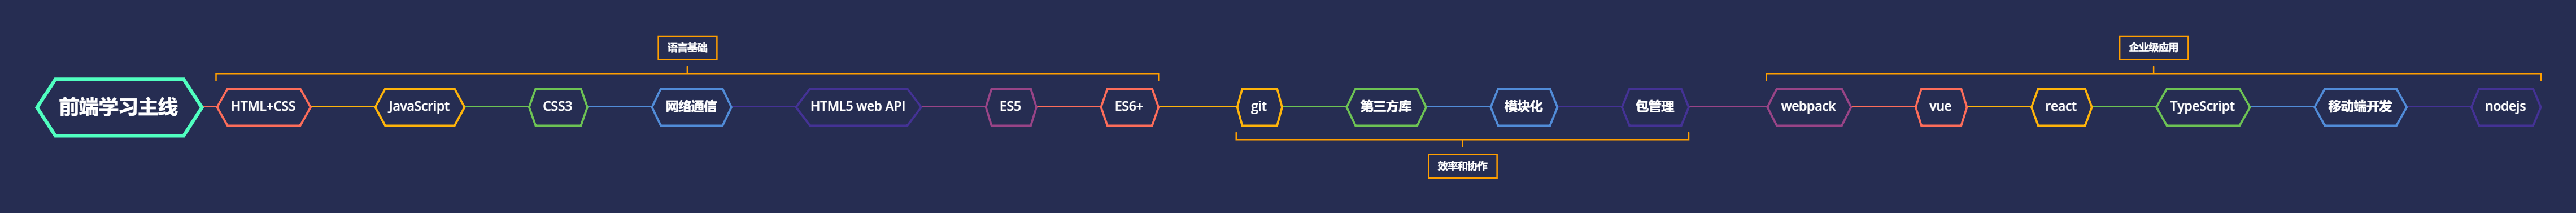 语言基础
企业级应用
前端学习主线
HTML+CSS
JavaScript
CSS3
网络通信
HTML5 web API
ES5
ES6+
git
第三方库
模块化
包管理
webpack
vue
react
TypeScript
移动端开发
nodejs
效率和协作